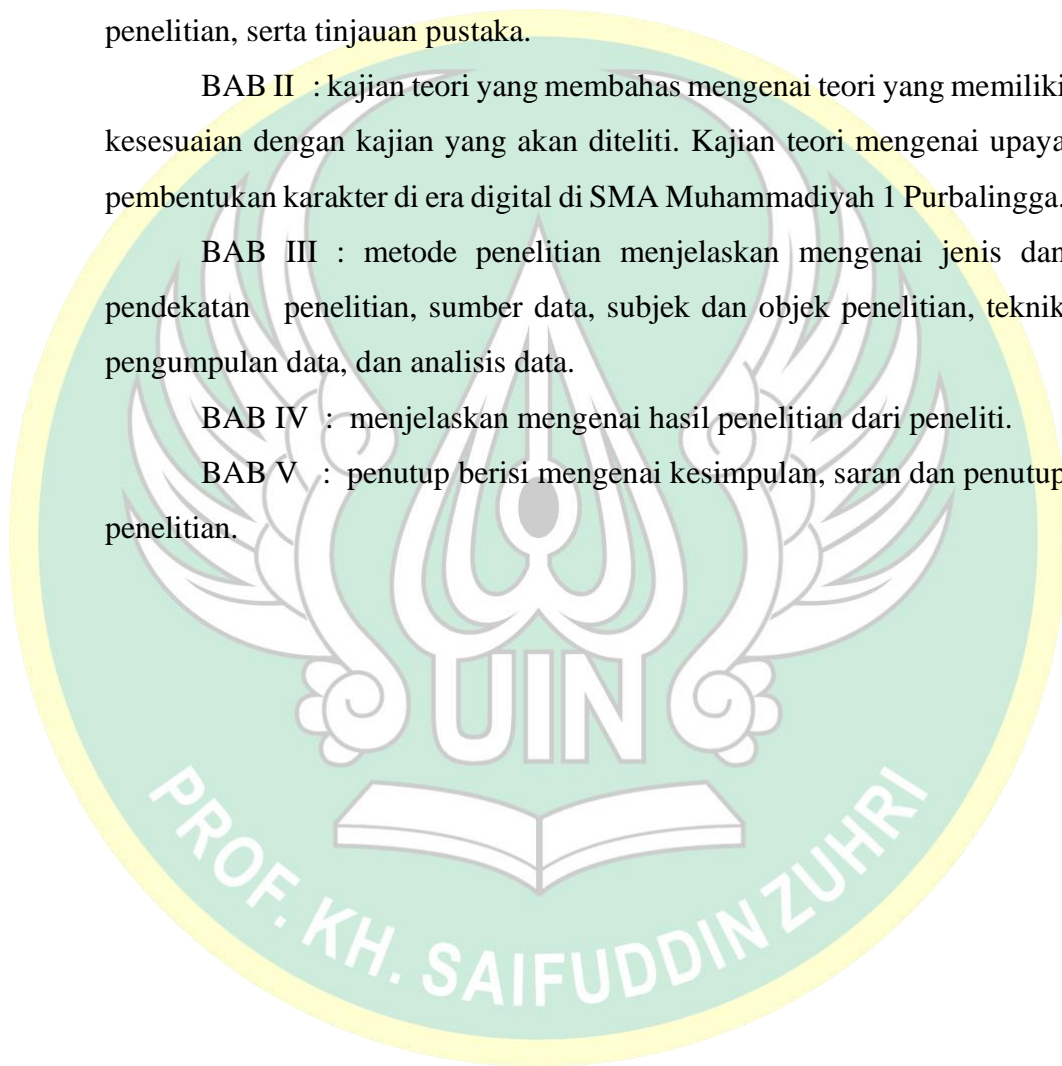 penelitian, serta tinjauan pustaka.
BAB II : kajian teori yang membahas mengenai teori yang memiliki
kesesuaian dengan kajian yang akan diteliti. Kajian teori mengenai upaya
pembentukan karakter di era digital di SMA Muhammadiyah 1 Purbalingga.
BAB III : metode penelitian menjelaskan mengenai jenis dan
pendekatan penelitian, sumber data, subjek dan objek penelitian, teknik
pengumpulan data, dan analisis data.
BAB IV : menjelaskan mengenai hasil penelitian dari peneliti.
BAB V : penutup berisi mengenai kesimpulan, saran dan penutup
penelitian.
UIN
PROF. KH. SAIFUDDIN ZUHRI